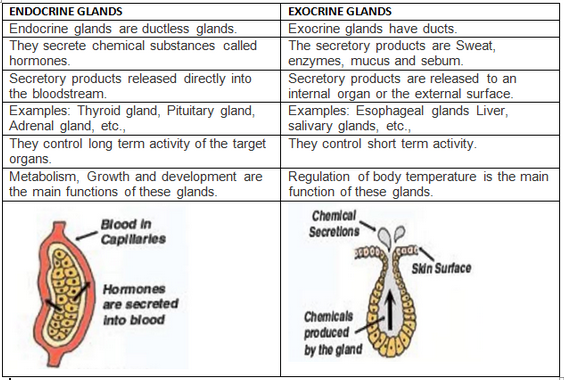 ENDOCRINE GLANDS
EXOCRINE GLANDS
Endocrine glands are ductless glands.
Exocrine glands have ducts.
They secrete chemical substances called
hormones.
The secretory products are Sweat,
enzymes, mucus and sebum.
Secretory products released directly into
the bloodstream.
Secretory products are released to an
internal organ or the external surface.
Examples: Thyroid gland, Pituitary gland,
Adrenal gland, etc.,
Examples: Esophageal glands Liver,
salivary glands, etc.,
They control long term activity of the target
organs.
They control short term activity.
Metabolism, Growth and development are
the main functions of these glands.
Regulation of body temperature is the main
function of these glands.
Blood in
Capillaries
Hormones
are secreted
into blood
Chemical
Secretions
Skin Surface
Chemicals
produced
by the gland